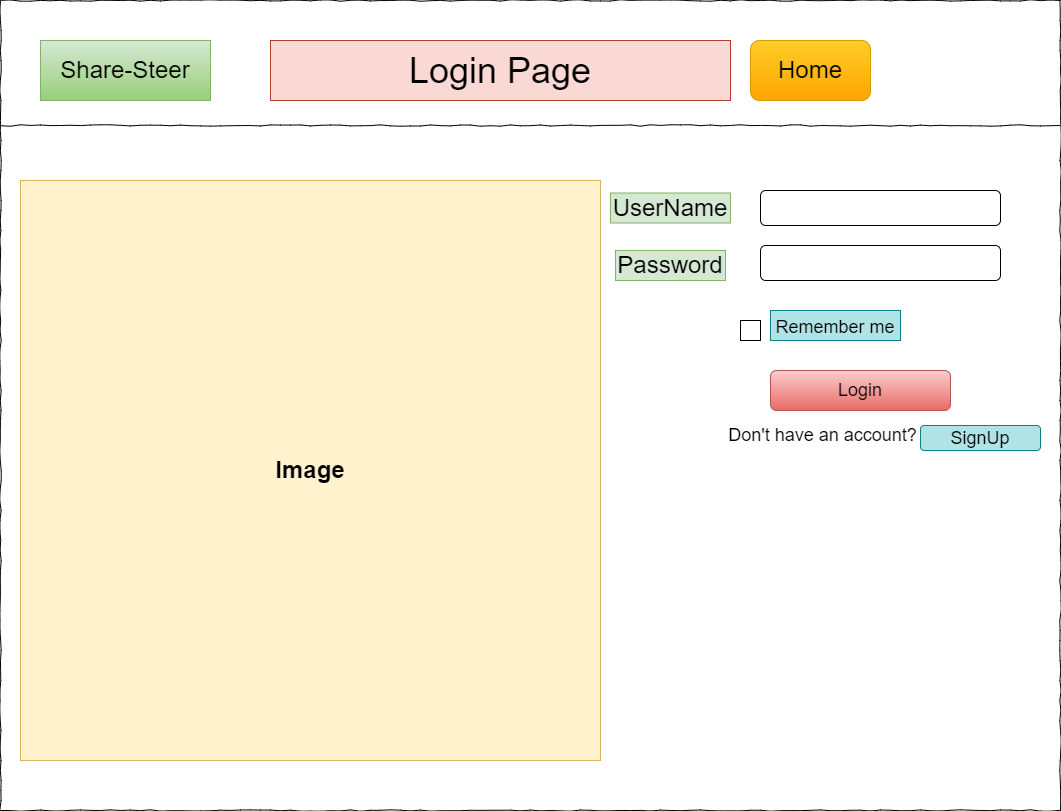 Share-Steer
Login Page
Home
UserName
Password
Remember me
Login
Don't have an account? SignUp
Image